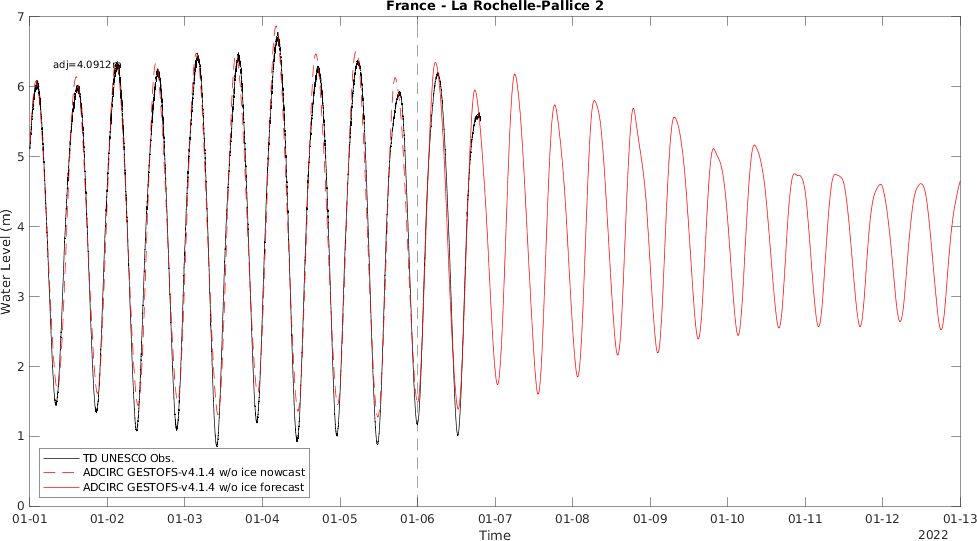 France - La Rochelle-Pallice 2
7
adj=4.0912m
6
5
4
3
2
1
0
Water Level (m)
TD UNESCO Obs.
ADCIRC GESTOFS-v4.1.4 w/o ice nowcast
ADCIRC GESTOFS-v4.1.4 w/o ice forecast
01-01 01-02 01-03 01-04 01-05 01-06 01-07 01-08 01-09 01-10 01-11 01-12 01-13
Time
2022